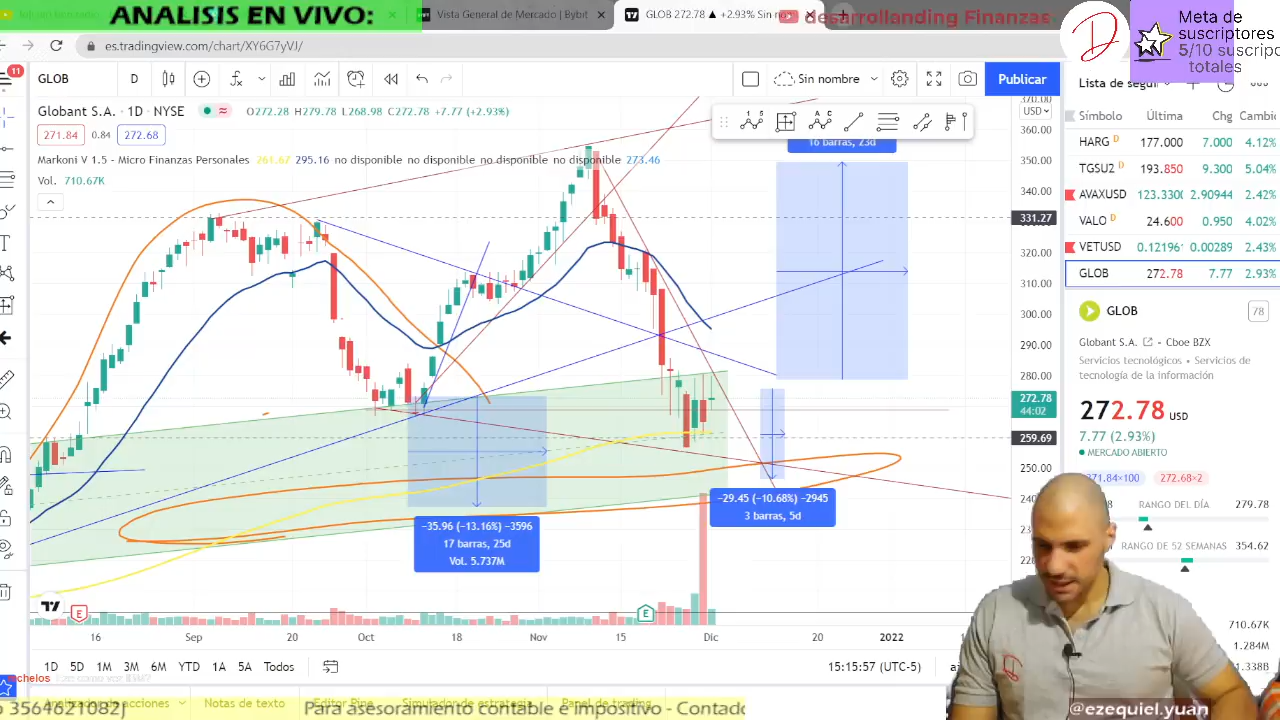 ANALISIS EN VIVO:
Vista General de Mercado | Bybit
GLOB 272.78 ▲ +2.93% Sin no
desarrollanding Finanzas
Meta de
suscriptores
5/10 suscripto
totales
es.tradingview.com/chart/XY6G7yVJ/
11
GLOB
D
Sin nombre
Publicar
Lista de segui
Globant S.A. · 1D · NYSE
O272.28 H279.78 L268.98 C272.78 +7.77 (+2.93%)
271.84
0.84
272.68
Markoni V 1.5 - Micro Finanzas Personales 261.67 295.16 no disponible no disponible no disponible no disponible 273.46
Vol. 710.67K
16 barras, 23d
370.00
USD
360.00
350.00
340.00
331.27
320.00
310.00
300.00
290.00
280.00
272.78
44:02
259.69
250.00
−29.45 (−10.68%) −2945
3 barras, 5d
−35.96 (−13.16%) −3596
17 barras, 25d
Vol. 5.737M
E
E
16
Sep
20
Oct
18
Nov
15
Dic
20
2022
1D
5D
1M
3M
6M
YTD
1A
5A
Todos
15:15:57 (UTC-5)
Símbolo
Última
Chg
Cambio
HARG D
177.000
7.000
4.12%
TGSU2 D
193.850
9.300
5.04%
AVAXUSD
123.3300
2.90944
2.42%
VALO D
24.600
0.950
4.02%
VETUSD
0.12196
0.00289
2.43%
GLOB
272.78
7.77
2.93%
GLOB
78
Globant S.A.
Cboe BZX
Servicios tecnológicos • Servicios de
tecnología de la información
272.78 USD
7.77 (2.93%)
MERCADO ABIERTO
271.84×100
272.68×2
RANGO DEL DÍA
279.78
RANGO DE 52 SEMANAS
354.62
710.67K
1.284M
Notas de texto
Editor Pine
Simulador de estrategia
Panel de trading
o 3564621082)
Para asesoramiento contable e impositivo - Contado
@ezequiel.yuan